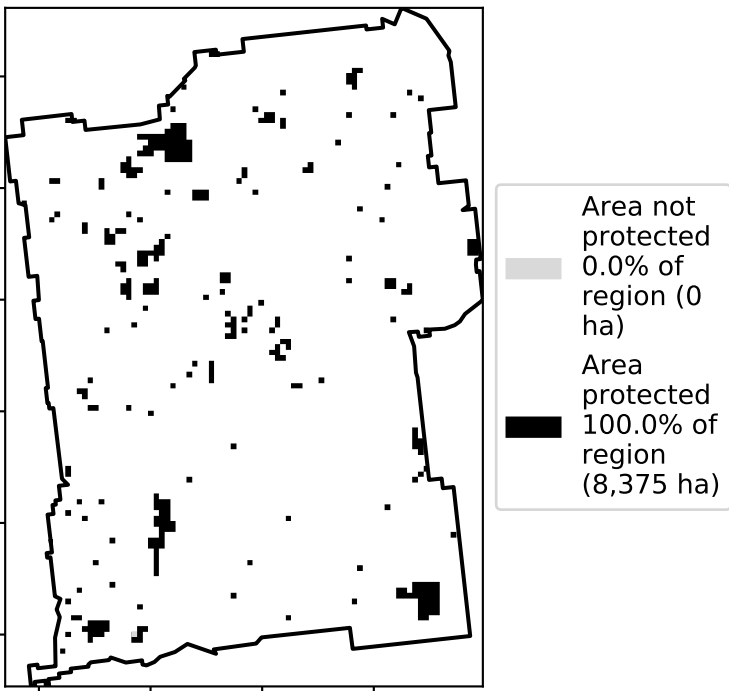 Area not
protected
0.0% of
region (0
ha)
Area
protected
100.0% of
region
(8,375 ha)